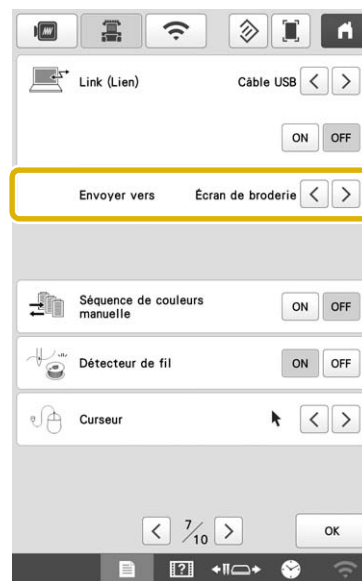 Link (Lien) Câble USB
ON OFF
Envoyer vers Écran de broderie
Séquence de couleurs
manuelle ON OFF
Détecteur de fil ON OFF
Curseur
7/10 OK